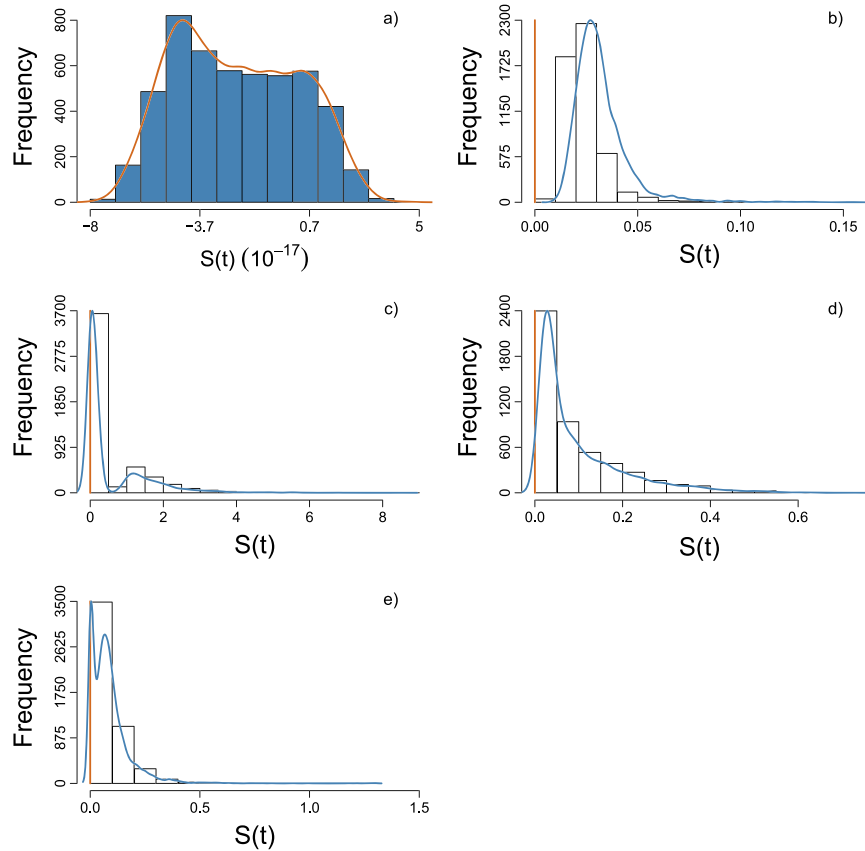 a)
Frequency
800
600
400
200
0
−8 −3.7 0.7 5
S(t) (10⁻¹⁷)
b)
Frequency
2300
1725
1150
575
0
0.00 0.05 0.10 0.15
S(t)
c)
Frequency
3700
2775
1850
925
0
0 2 4 6 8
S(t)
d)
Frequency
2400
1800
1200
600
0
0.0 0.2 0.4 0.6
S(t)
e)
Frequency
3500
2625
1750
875
0
0.0 0.5 1.0 1.5
S(t)